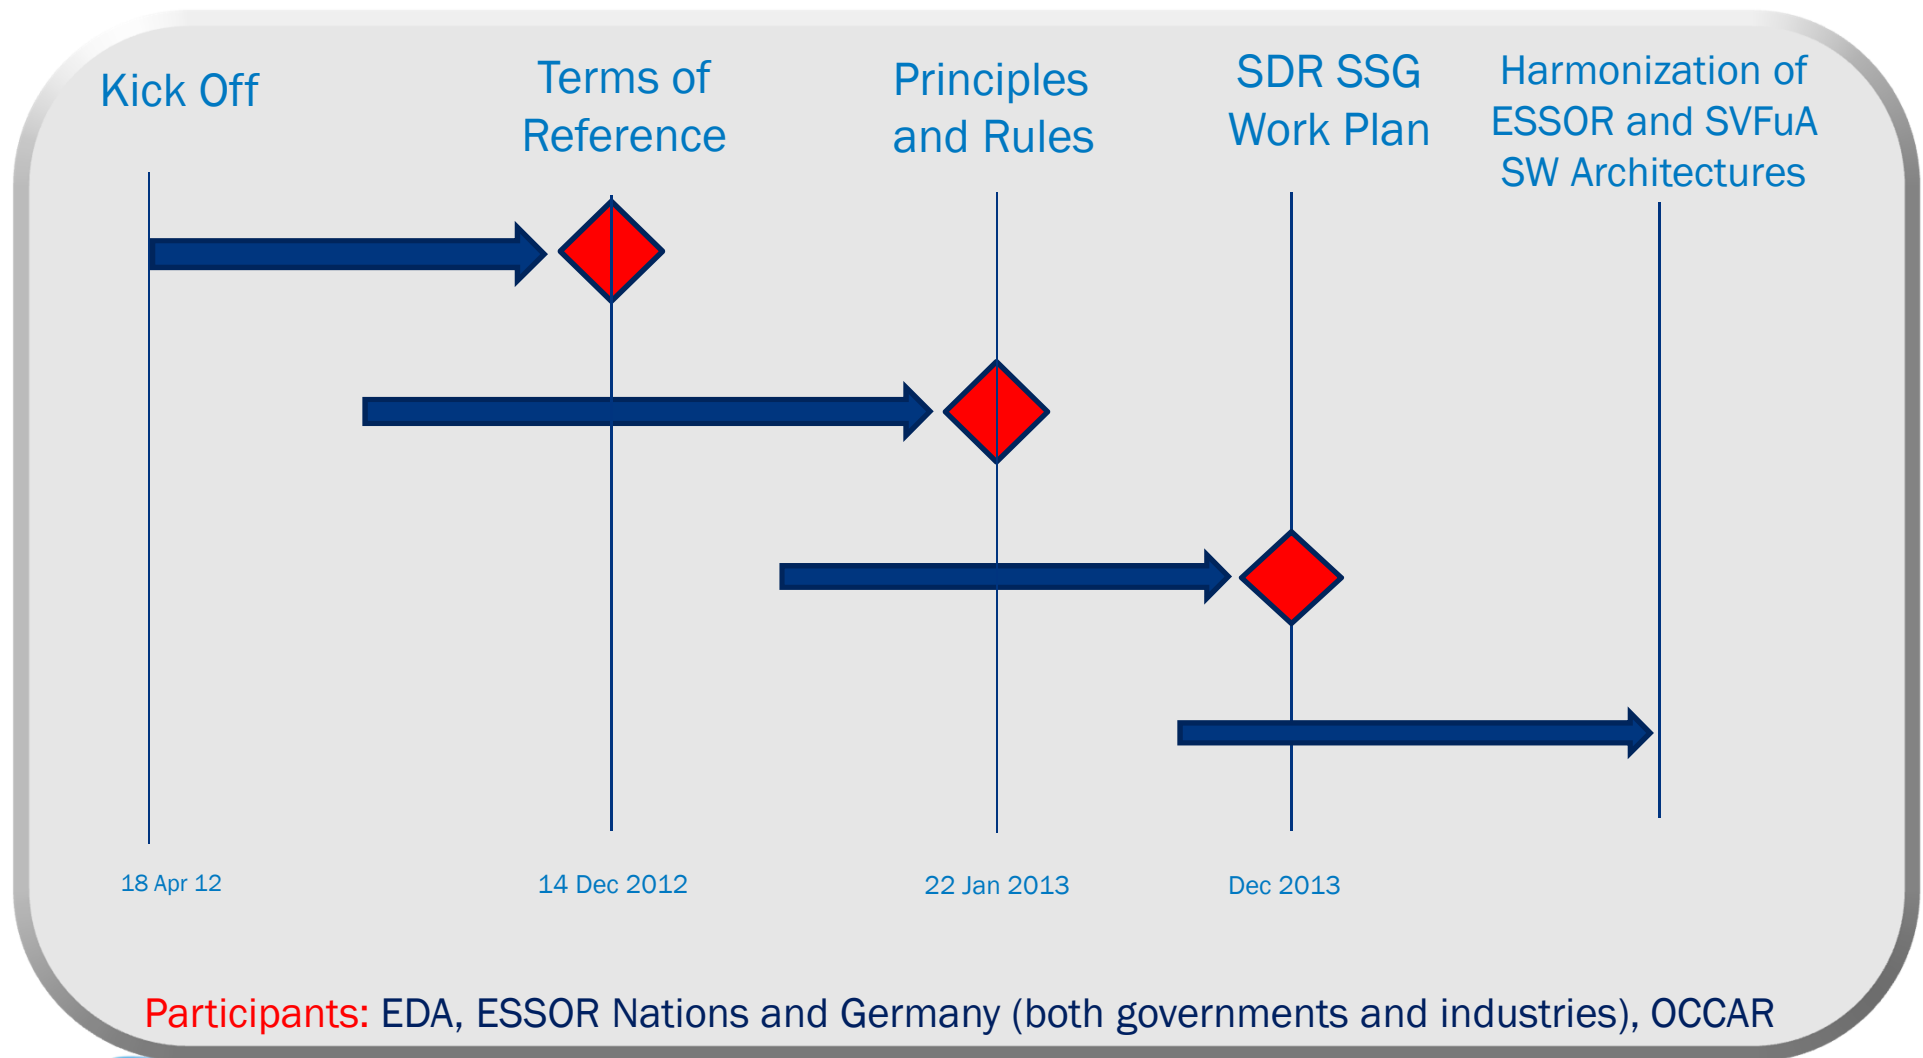 Kick Off
Terms of
Reference
Principles
and Rules
SDR SSG
Work Plan
Harmonization of
ESSOR and SVFuA
SW Architectures
18 Apr 12
14 Dec 2012
22 Jan 2013
Dec 2013
Participants: EDA, ESSOR Nations and Germany (both governments and industries), OCCAR